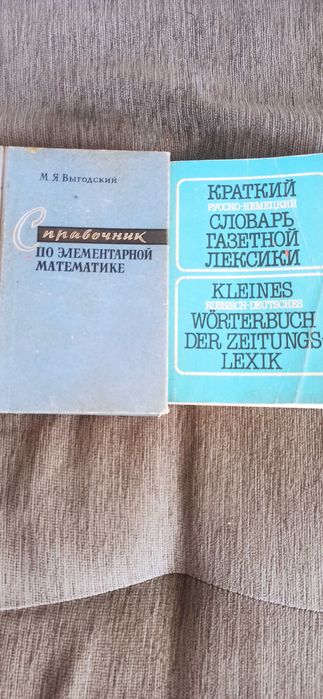 М. Я. Выгодский
Справочник
ПО ЭЛЕМЕНТАРНОЙ
МАТЕМАТИКЕ
КРАТКИЙ
РУССКО-НЕМЕЦКИЙ
СЛОВАРЬ
ГАЗЕТНОЙ
ЛЕКСИКИ
KLEINES
RUSSISCH-DEUTSCHES
WÖRTERBUCH
DER ZEITUNGS-
LEXIK